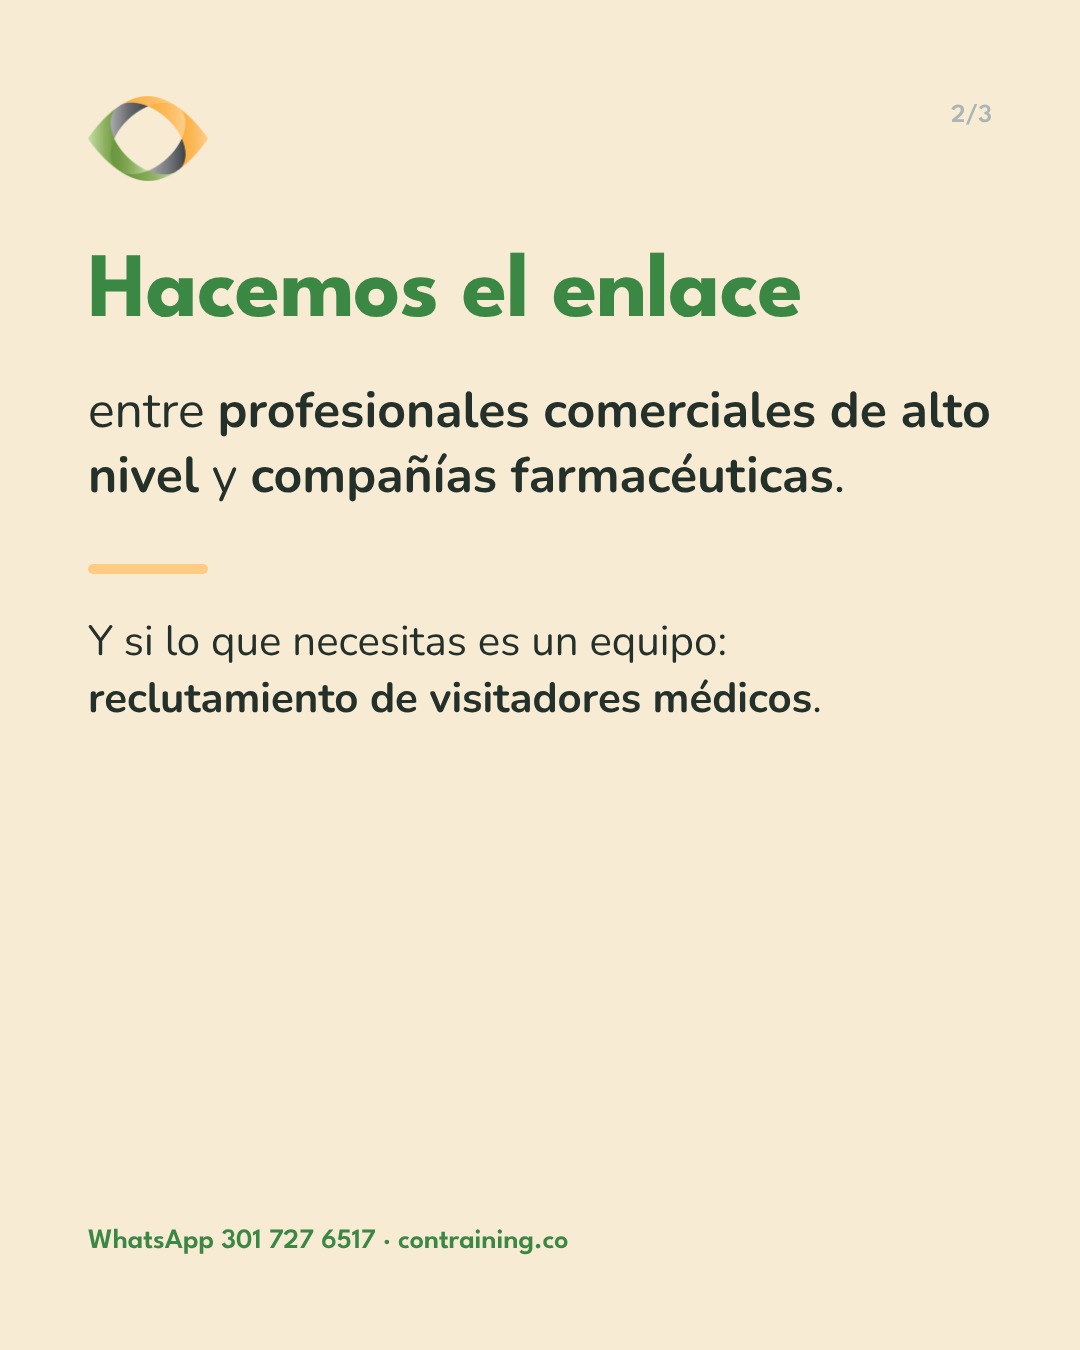 2/3
Hacemos el enlace
entre profesionales comerciales de alto
nivel y compañías farmacéuticas.
Y si lo que necesitas es un equipo:
reclutamiento de visitadores médicos.
WhatsApp 301 727 6517 · contraining.co